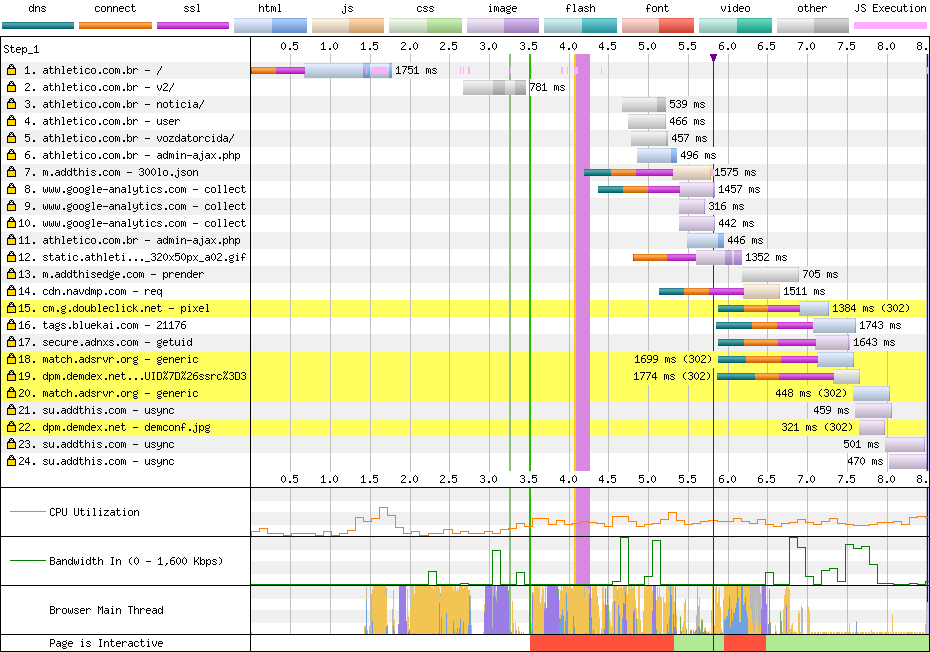 dns connect ssl html js css image flash font video other JS Execution
Step_1
0.5 1.0 1.5 2.0 2.5 3.0 3.5 4.0 4.5 5.0 5.5 6.0 6.5 7.0 7.5 8.0 8.
1. athletico.com.br - / 1751 ms
2. athletico.com.br - v2/ 781 ms
3. athletico.com.br - noticia/ 539 ms
4. athletico.com.br - user 466 ms
5. athletico.com.br - vozdatorcida/ 457 ms
6. athletico.com.br - admin-ajax.php 496 ms
7. m.addthis.com - 300lo.json 1575 ms
8. www.google-analytics.com - collect 1457 ms
9. www.google-analytics.com - collect 316 ms
10. www.google-analytics.com - collect 442 ms
11. athletico.com.br - admin-ajax.php 446 ms
12. static.athleti..._320x50px_a02.gif 1352 ms
13. m.addthisedge.com - prender 705 ms
14. cdn.navdmp.com - req 1511 ms
15. cm.g.doubleclick.net - pixel 1384 ms (302)
16. tags.bluekai.com - 21176 1743 ms
17. secure.adnxs.com - getuid 1643 ms
18. match.adsrvr.org - generic 1699 ms (302)
19. dpm.demdex.net...UID%7D%26ssrc%3D3 1774 ms (302)
20. match.adsrvr.org - generic 448 ms (302)
21. su.addthis.com - usync 459 ms
22. dpm.demdex.net - demconf.jpg 321 ms (302)
23. su.addthis.com - usync 501 ms
24. su.addthis.com - usync 470 ms
0.5 1.0 1.5 2.0 2.5 3.0 3.5 4.0 4.5 5.0 5.5 6.0 6.5 7.0 7.5 8.0 8.
CPU Utilization
Bandwidth In (0 - 1,600 Kbps)
Browser Main Thread
Page is Interactive